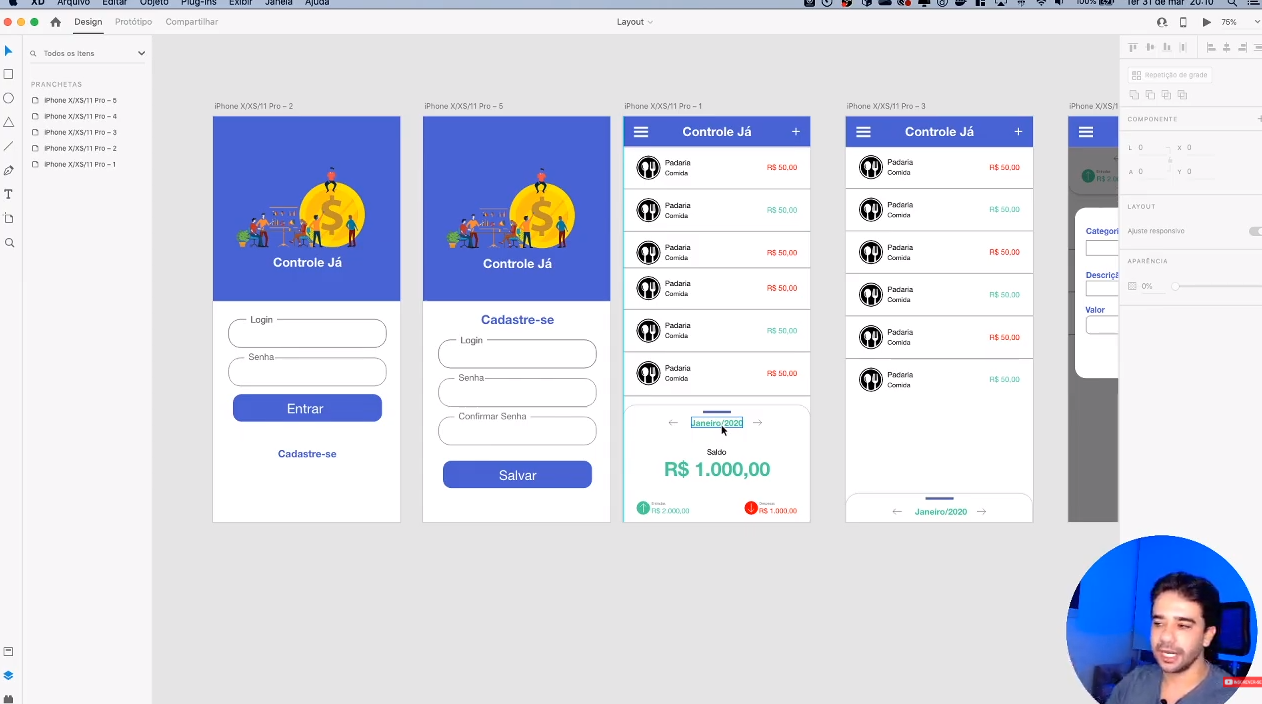 XD Arquivo Editar Objeto Plug-ins Exibir Janela Ajuda
100% Ter 31 de mar 20:10
Design Protótipo Compartilhar
Layout
75%
Todos os Itens
PRANCHETAS
iPhone X/XS/11 Pro – 5
iPhone X/XS/11 Pro – 4
iPhone X/XS/11 Pro – 3
iPhone X/XS/11 Pro – 2
iPhone X/XS/11 Pro – 1
iPhone X/XS/11 Pro – 2
Controle Já
Login
Senha
Entrar
Cadastre-se
iPhone X/XS/11 Pro – 5
Controle Já
Cadastre-se
Login
Senha
Confirmar Senha
Salvar
iPhone X/XS/11 Pro – 1
Controle Já +
Padaria
Comida
R$ 50,00
Padaria
Comida
R$ 50,00
Padaria
Comida
R$ 50,00
Padaria
Comida
R$ 50,00
Padaria
Comida
R$ 50,00
Padaria
Comida
R$ 50,00
Janeiro/2020
Saldo
R$ 1.000,00
Entradas
R$ 2.000,00
Despesas
R$ 1.000,00
iPhone X/XS/11 Pro – 3
Controle Já +
Padaria
Comida
R$ 50,00
Padaria
Comida
R$ 50,00
Padaria
Comida
R$ 50,00
Padaria
Comida
R$ 50,00
Padaria
Comida
R$ 50,00
Padaria
Comida
R$ 50,00
Janeiro/2020
iPhone X/XS/1
R$ 2.0
Categori
Descriçã
Valor
Repetição de grade
COMPONENTE +
L 0 X 0
A 0 Y 0
LAYOUT
Ajuste responsivo
APARÊNCIA
0%